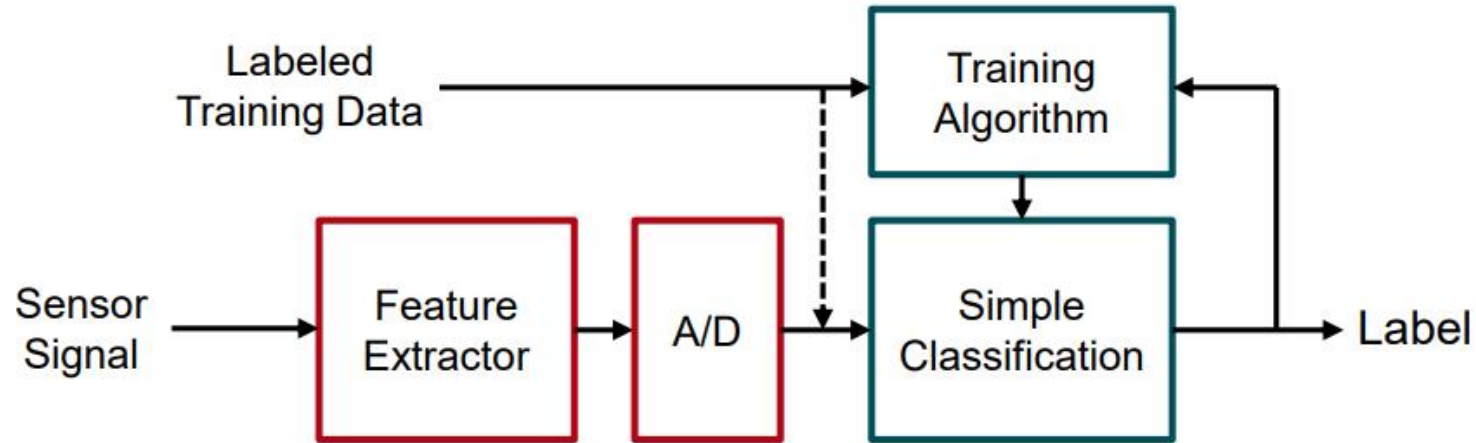 Labeled
Training Data
Training
Algorithm
Sensor
Signal
Feature
Extractor
A/D
Simple
Classification
Label